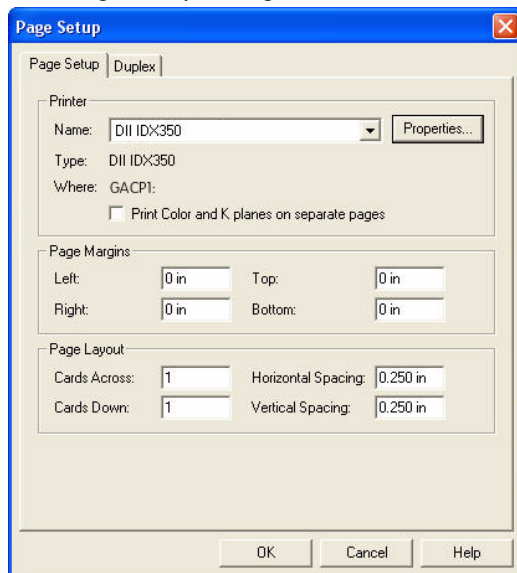 Page Setup
Page Setup Duplex
Printer
Name: DII IDX350 Properties...
Type: DII IDX350
Where: GACP1:
Print Color and K planes on separate pages
Page Margins
Left: 0 in Top: 0 in
Right: 0 in Bottom: 0 in
Page Layout
Cards Across: 1 Horizontal Spacing: 0.250 in
Cards Down: 1 Vertical Spacing: 0.250 in
OK Cancel Help